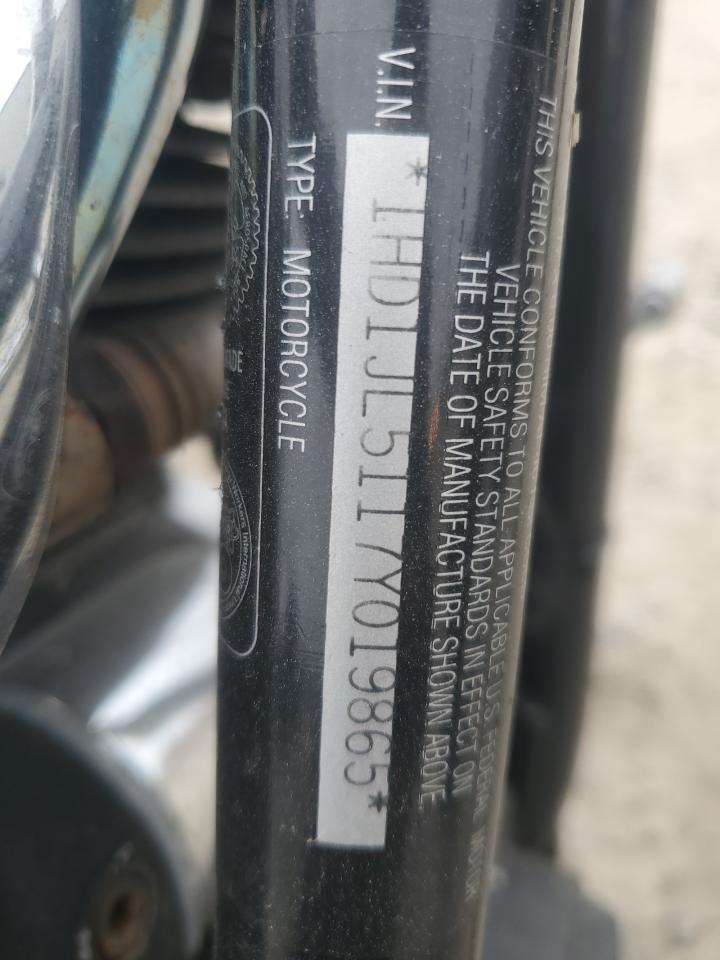 V.I.N.
*1HD1JL5117Y019865*
TYPE: MOTORCYCLE
THIS VEHICLE CONFORMS TO ALL APPLICABLE U.S. FEDERAL MOTOR
VEHICLE SAFETY STANDARDS IN EFFECT ON
THE DATE OF MANUFACTURE SHOWN ABOVE